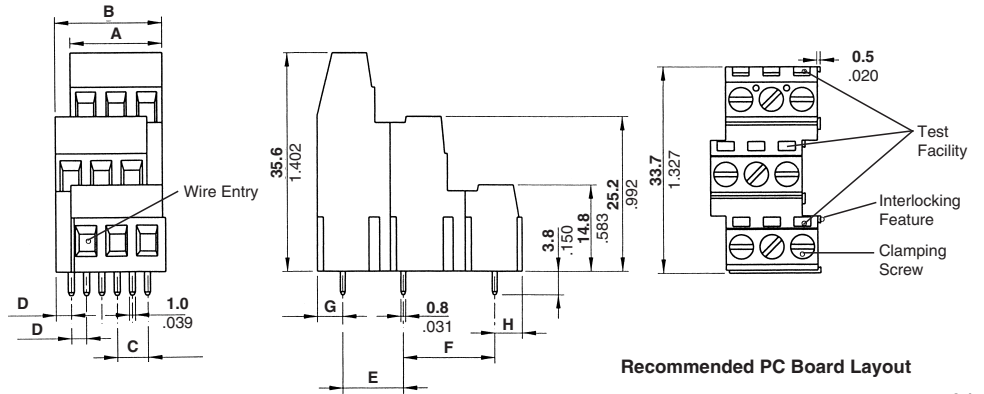 B
A
Wire Entry
D
D
C
1.0
.039
35.6
1.402
G
0.8
.031
E
F
H
3.8
.150
14.8
.583
25.2
.992
33.7
1.327
0.5
.020
Test
Facility
Interlocking
Feature
Clamping
Screw
Recommended PC Board Layout